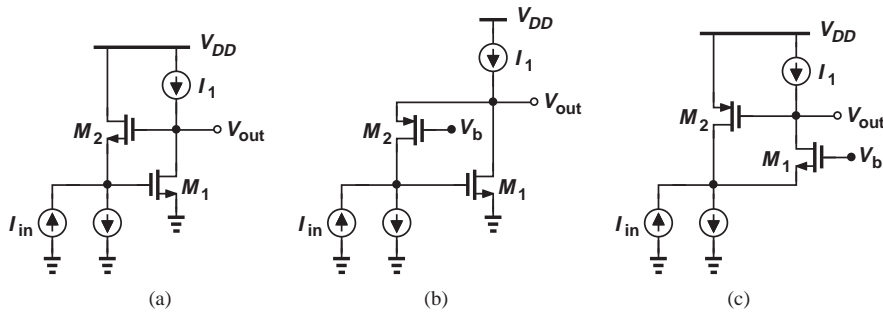 V_DD
I_1
M_2
V_out
M_1
I_in
(a)
V_DD
I_1
V_out
M_2
V_b
M_1
I_in
(b)
V_DD
I_1
M_2
V_out
V_b
M_1
I_in
(c)